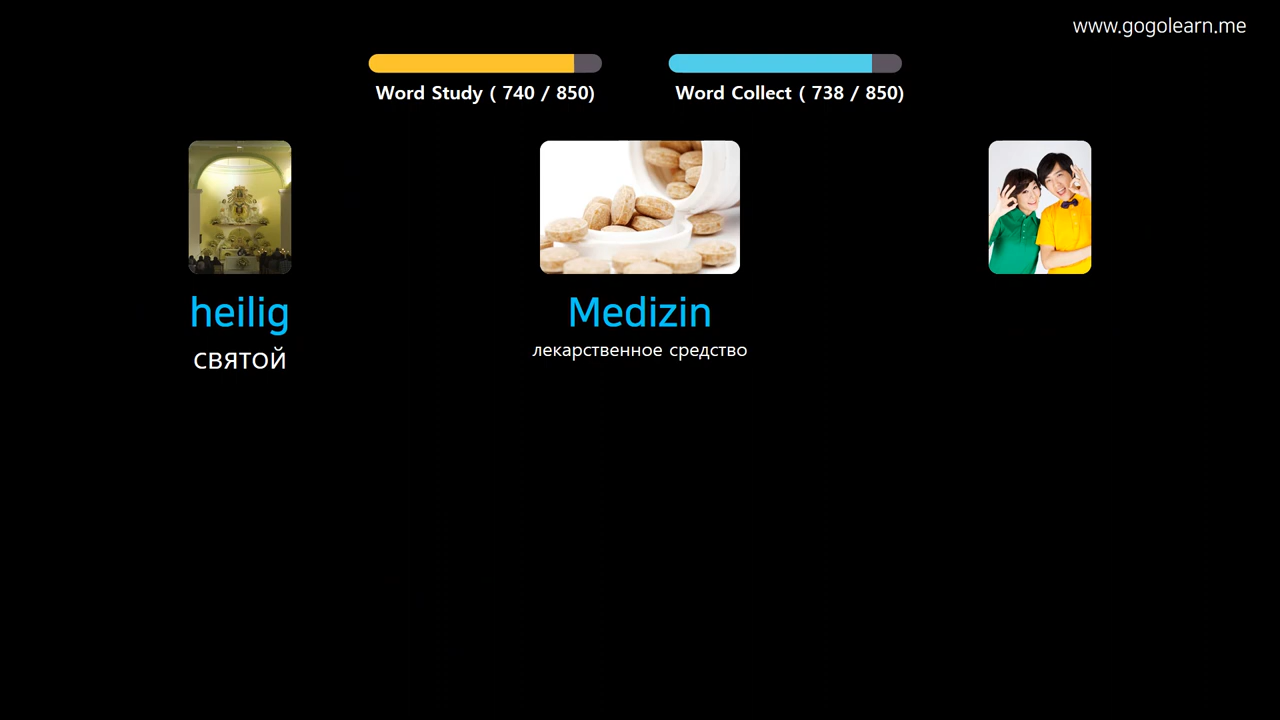 www.gogolearn.me
Word Study ( 740 / 850)
Word Collect ( 738 / 850)
heilig
святой
Medizin
лекарственное средство